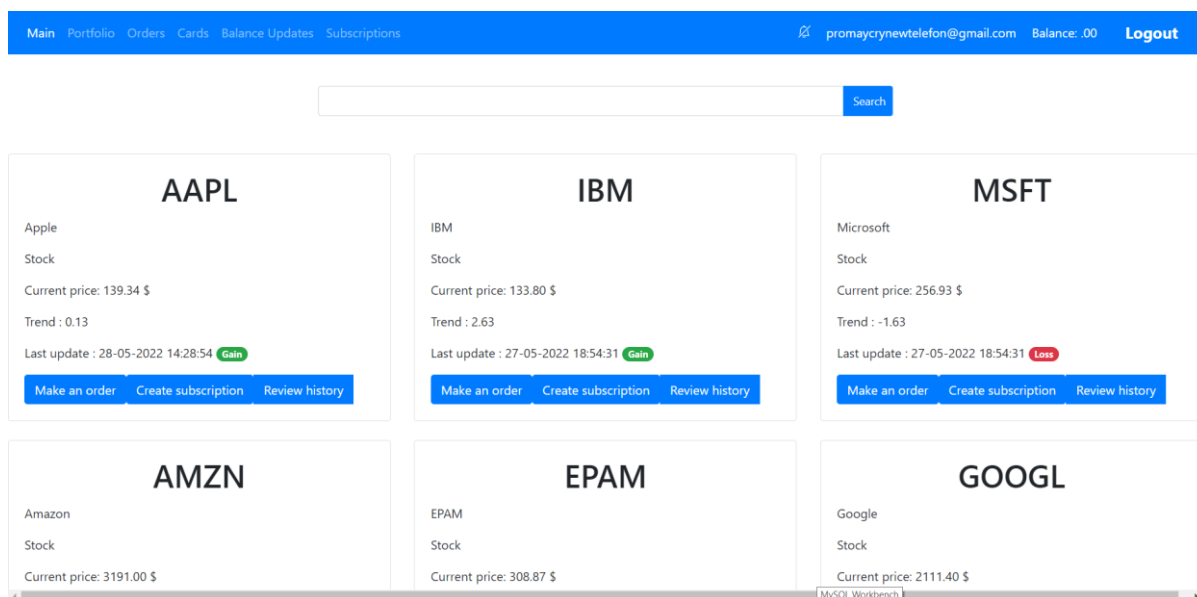 Main Portfolio Orders Cards Balance Updates Subscriptions promaycrynewtelefon@gmail.com Balance: .00 Logout
Search
AAPL
Apple
Stock
Current price: 139.34 $
Trend : 0.13
Last update : 28-05-2022 14:28:54 Gain
Make an order Create subscription Review history
IBM
IBM
Stock
Current price: 133.80 $
Trend : 2.63
Last update : 27-05-2022 18:54:31 Gain
Make an order Create subscription Review history
MSFT
Microsoft
Stock
Current price: 256.93 $
Trend : -1.63
Last update : 27-05-2022 18:54:31 Loss
Make an order Create subscription Review history
AMZN
Amazon
Stock
Current price: 3191.00 $
EPAM
EPAM
Stock
Current price: 308.87 $
GOOGL
Google
Stock
Current price: 2111.40 $
MySQL Workbench